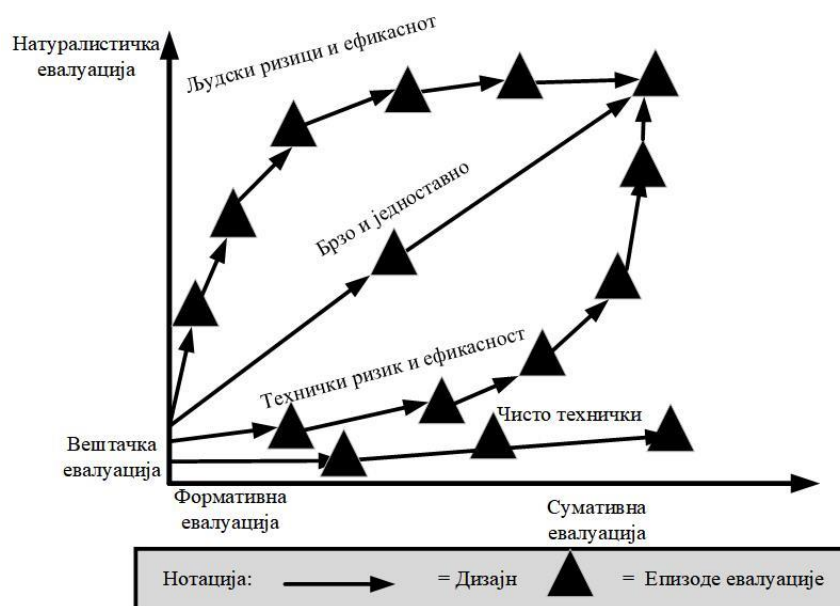 Натуралистичка
евалуација
Људски ризици и ефикаснот
Брзо и једноставно
Технички ризик и ефикасност
Чисто технички
Вештачка
евалуација
Формативна
евалуација
Сумативна
евалуација
Нотација: = Дизајн = Епизоде евалуације